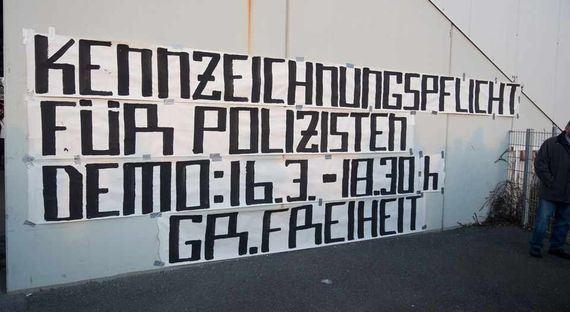 KENNZEICHNUNGSPFLICHT
FÜR POLIZISTEN
DEMO: 16.3. - 18.30: h
GR. FREIHEIT